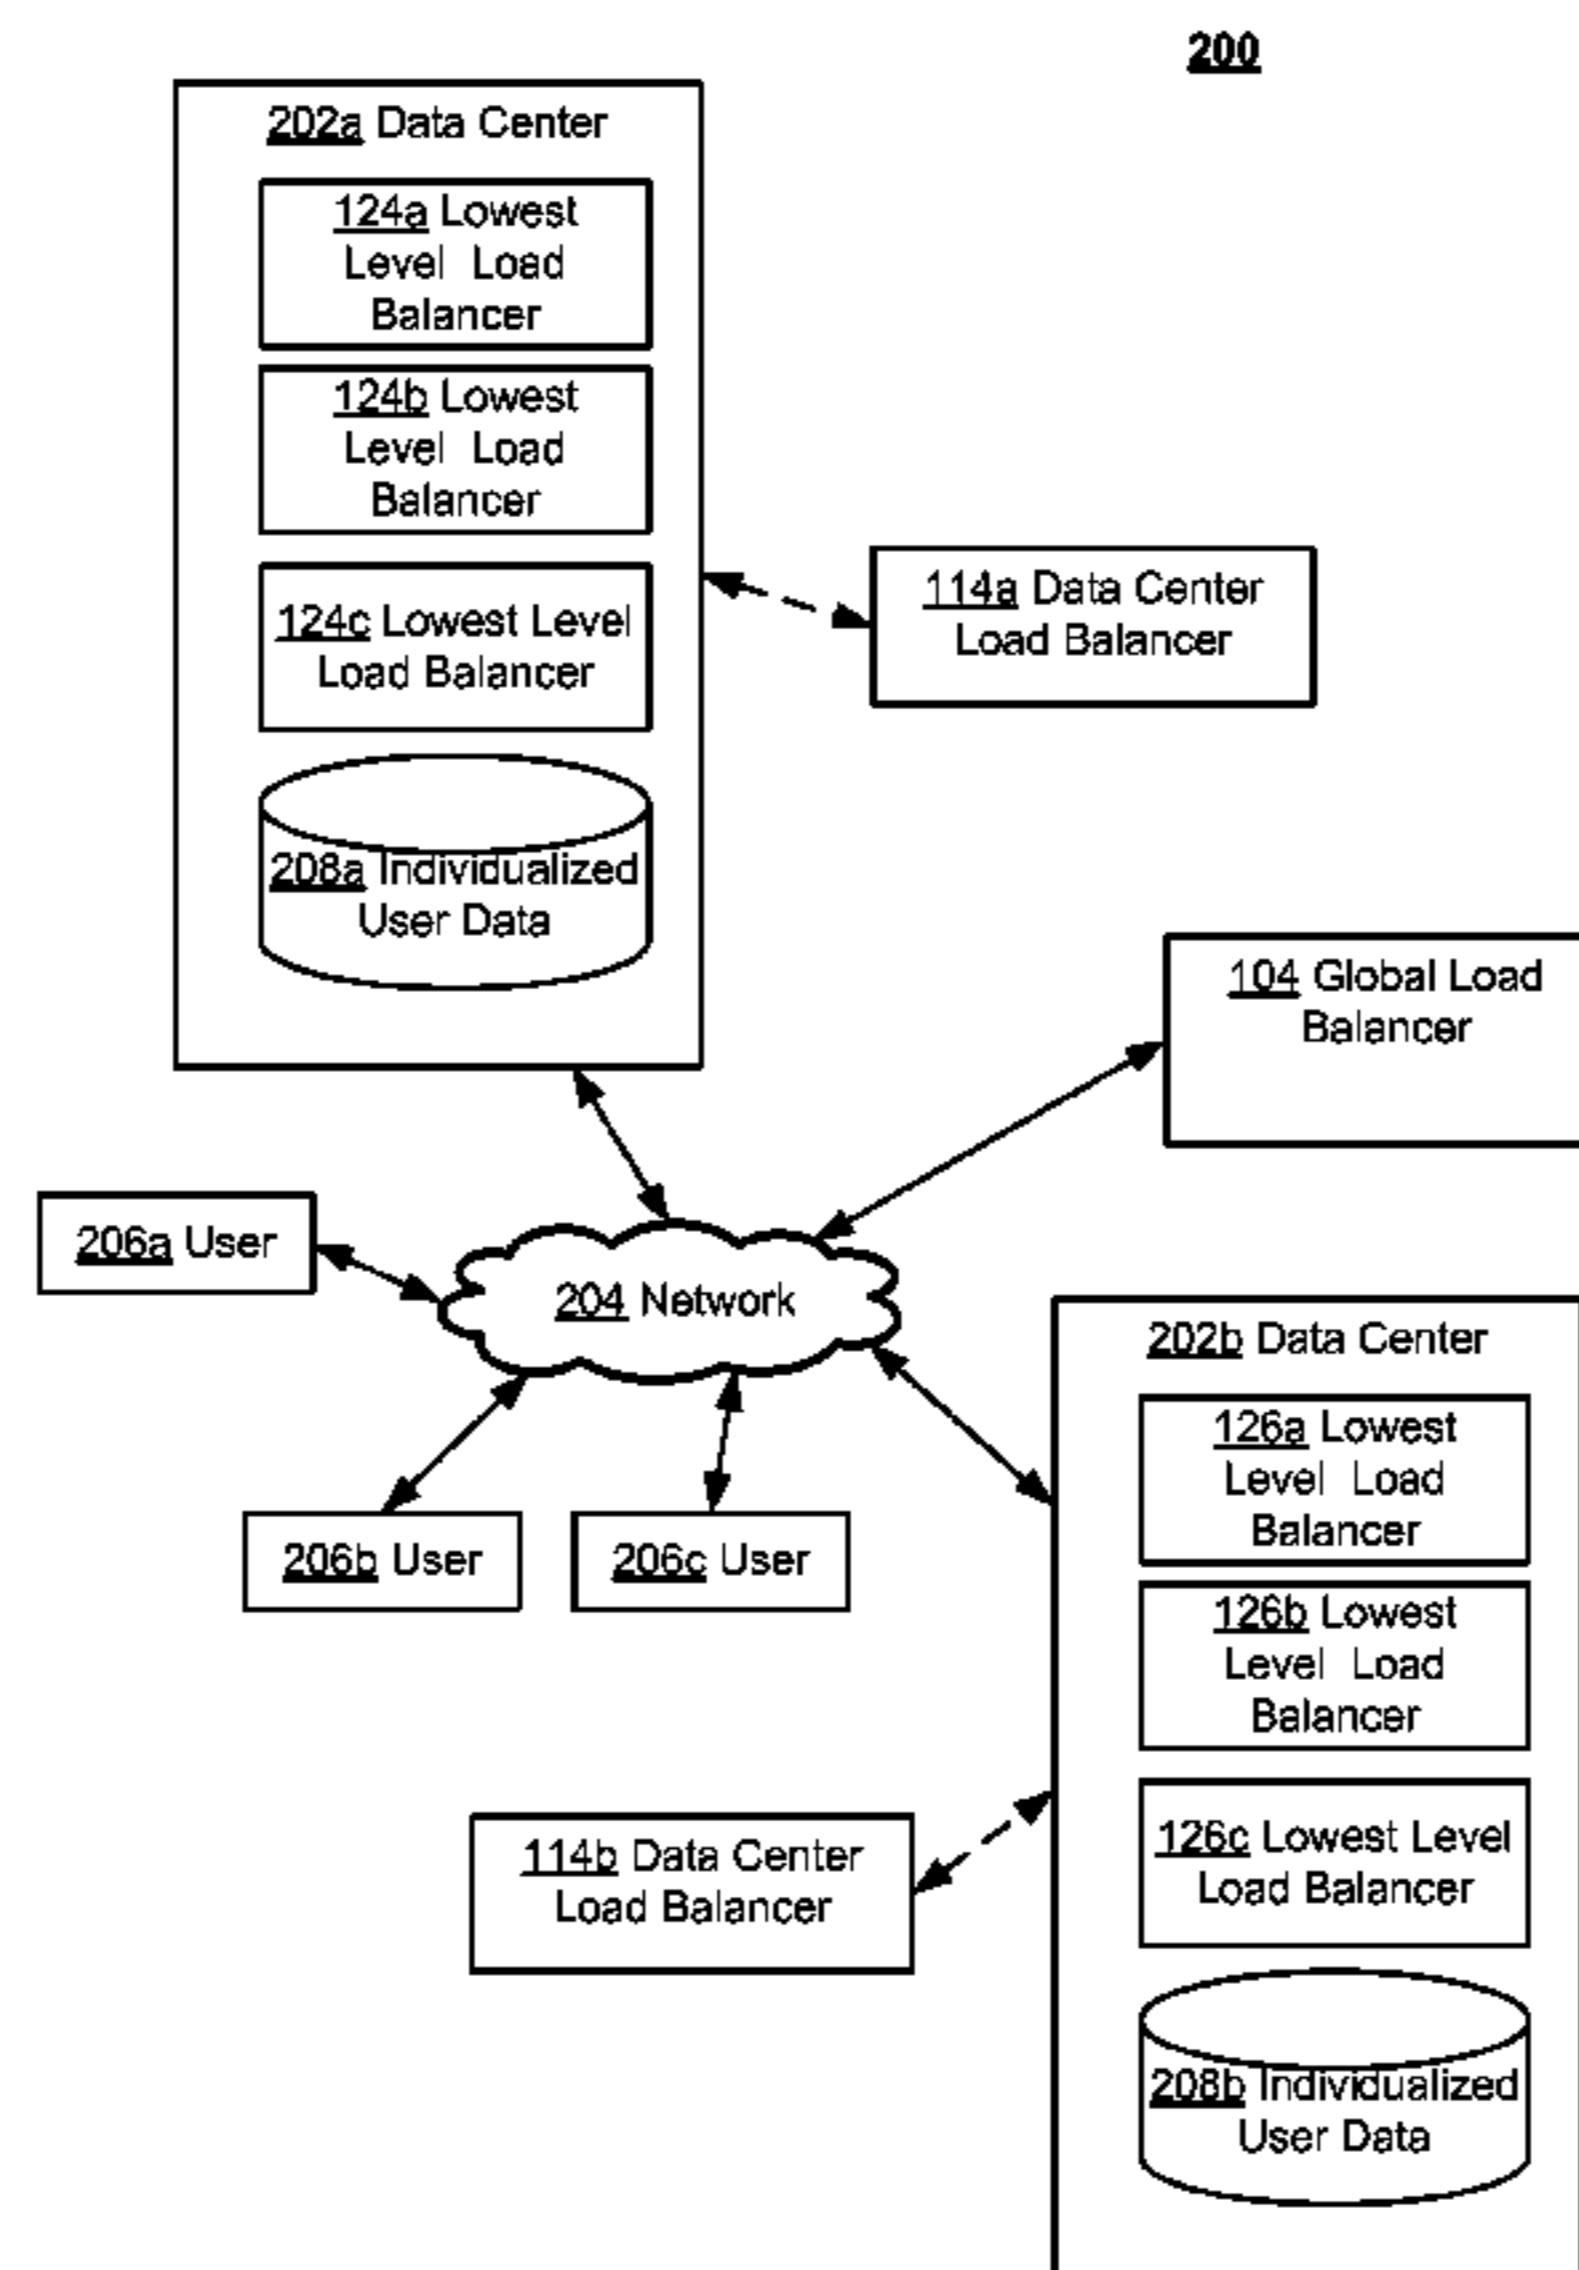 200
202a Data Center
124a Lowest
Level Load
Balancer
124b Lowest
Level Load
Balancer
124c Lowest Level
Load Balancer
208a Individualized
User Data
114a Data Center
Load Balancer
104 Global Load
Balancer
206a User
204 Network
206b User
206c User
202b Data Center
126a Lowest
Level Load
Balancer
126b Lowest
Level Load
Balancer
126c Lowest Level
Load Balancer
208b Individualized
User Data
114b Data Center
Load Balancer